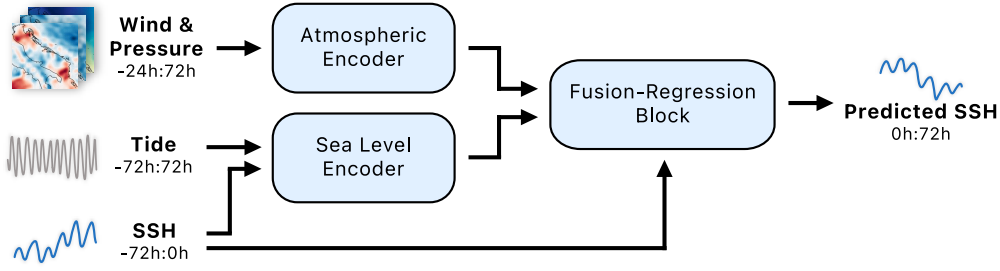 Wind &
Pressure
-24h:72h
Atmospheric
Encoder
Tide
-72h:72h
Sea Level
Encoder
SSH
-72h:0h
Fusion-Regression
Block
Predicted SSH
0h:72h